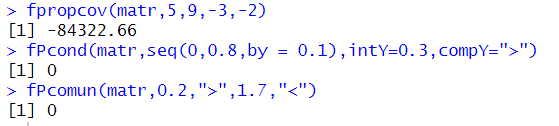 > fpropcov(matr,5,9,-3,-2)
[1] -84322.66
> fPcond(matr,seq(0,0.8,by = 0.1),intY=0.3,compY=">")
[1] 0
> fPcomun(matr,0.2,">",1.7,"<")
[1] 0